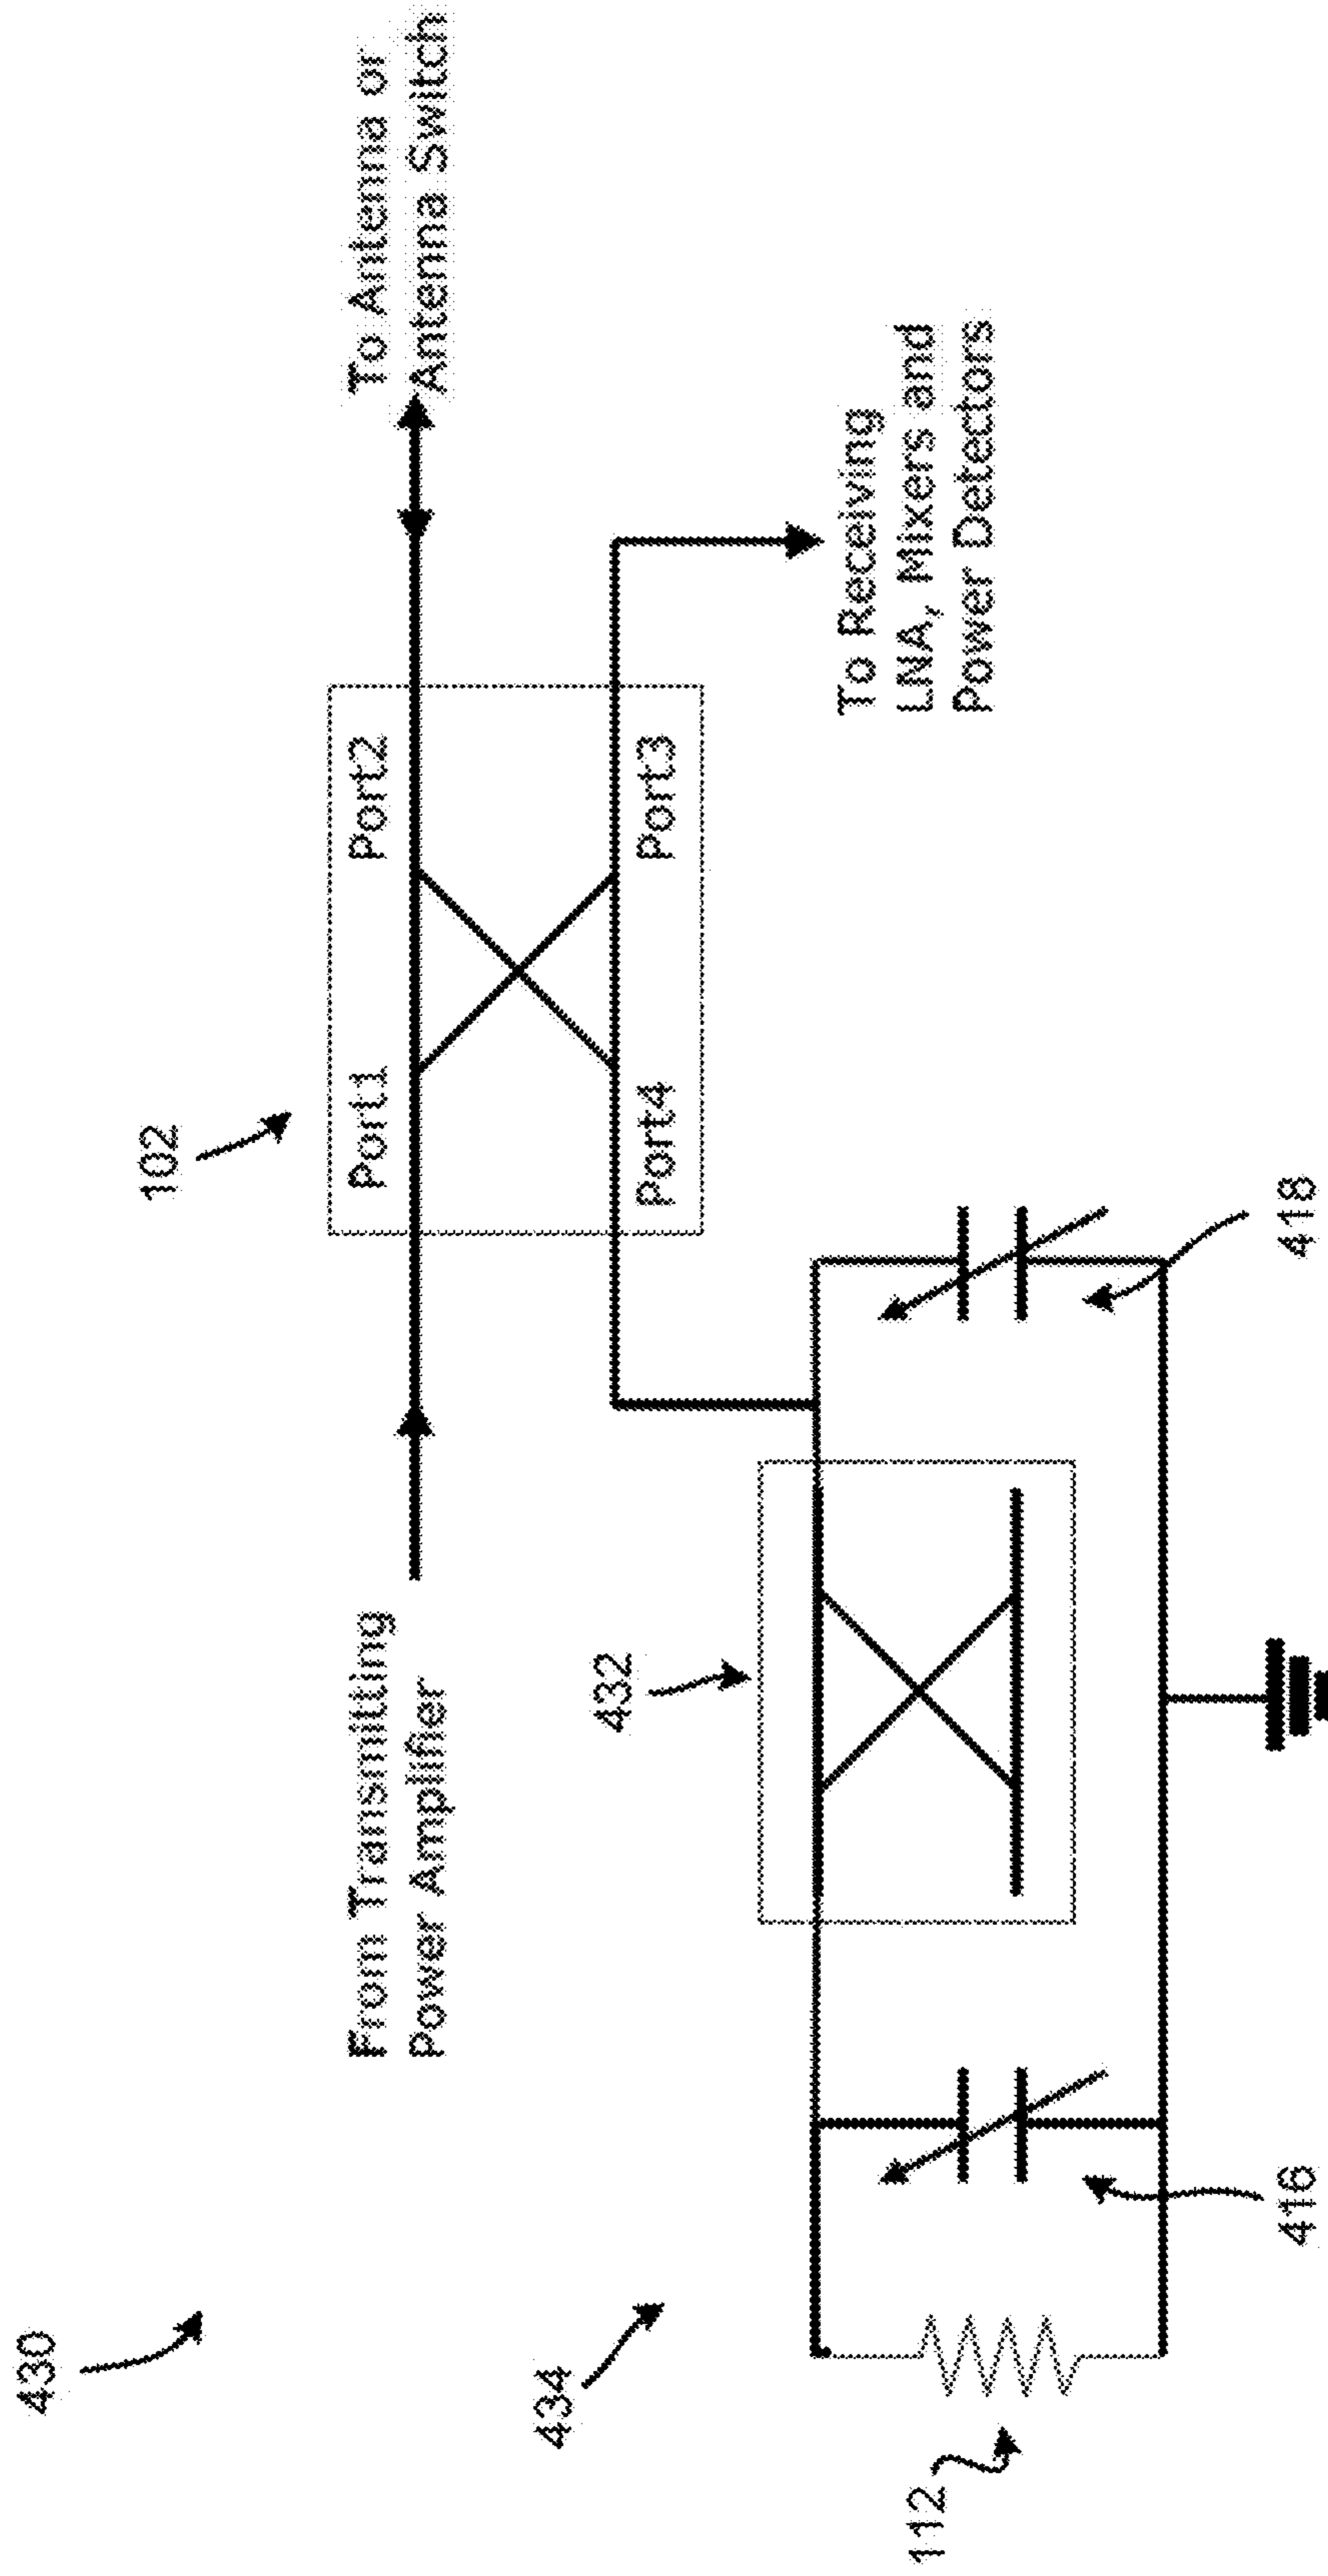 430
102
From Transmitting
Power Amplifier
To Antenna or
Antenna Switch
Port1
Port2
Port4
Port3
434
432
To Receiving
LNA, Mixers and
Power Detectors
112
416
418